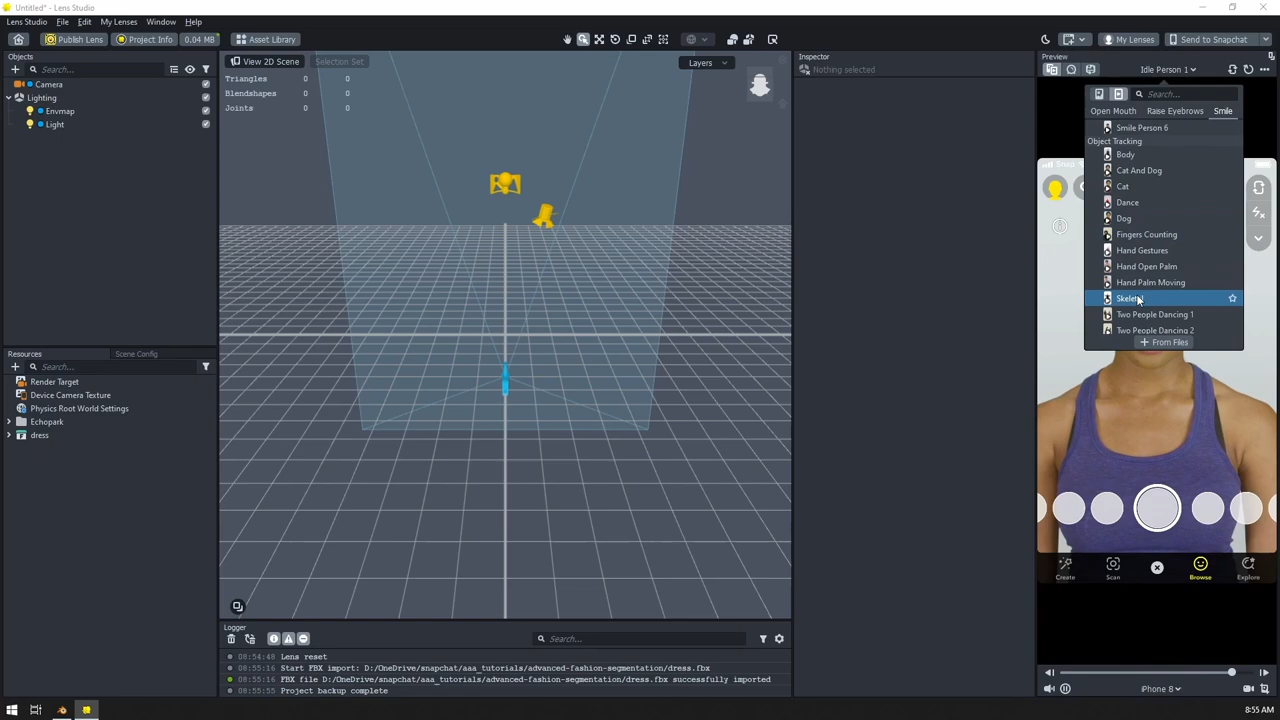 Untitled* - Lens Studio
Lens Studio File Edit My Lenses Window Help
Publish Lens Project Info 0.04 MB Asset Library My Lenses Send to Snapchat
Objects
Search...
Camera
Lighting
Envmap
Light
Resources Scene Config
Search...
Render Target
Device Camera Texture
Physics Root World Settings
Echopark
dress
View 2D Scene Selection Set Layers
Triangles 0 0
Blendshapes 0 0
Joints 0 0
Logger
Search...
08:54:48 Lens reset
08:55:16 Start FBX import: D:/OneDrive/snapchat/aaa_tutorials/advanced-fashion-segmentation/dress.fbx
08:55:16 FBX file D:/OneDrive/snapchat/aaa_tutorials/advanced-fashion-segmentation/dress.fbx successfully imported
08:55:55 Project backup complete
Inspector
Nothing selected
Preview
Idle Person 1
Search...
Open Mouth Raise Eyebrows Smile
Smile Person 6
Object Tracking
Body
Cat And Dog
Cat
Dance
Dog
Fingers Counting
Hand Gestures
Hand Open Palm
Hand Palm Moving
Two People Dancing 1
Two People Dancing 2
+ From Files
Create Scan Browse Explore
iPhone 8
8:55 AM